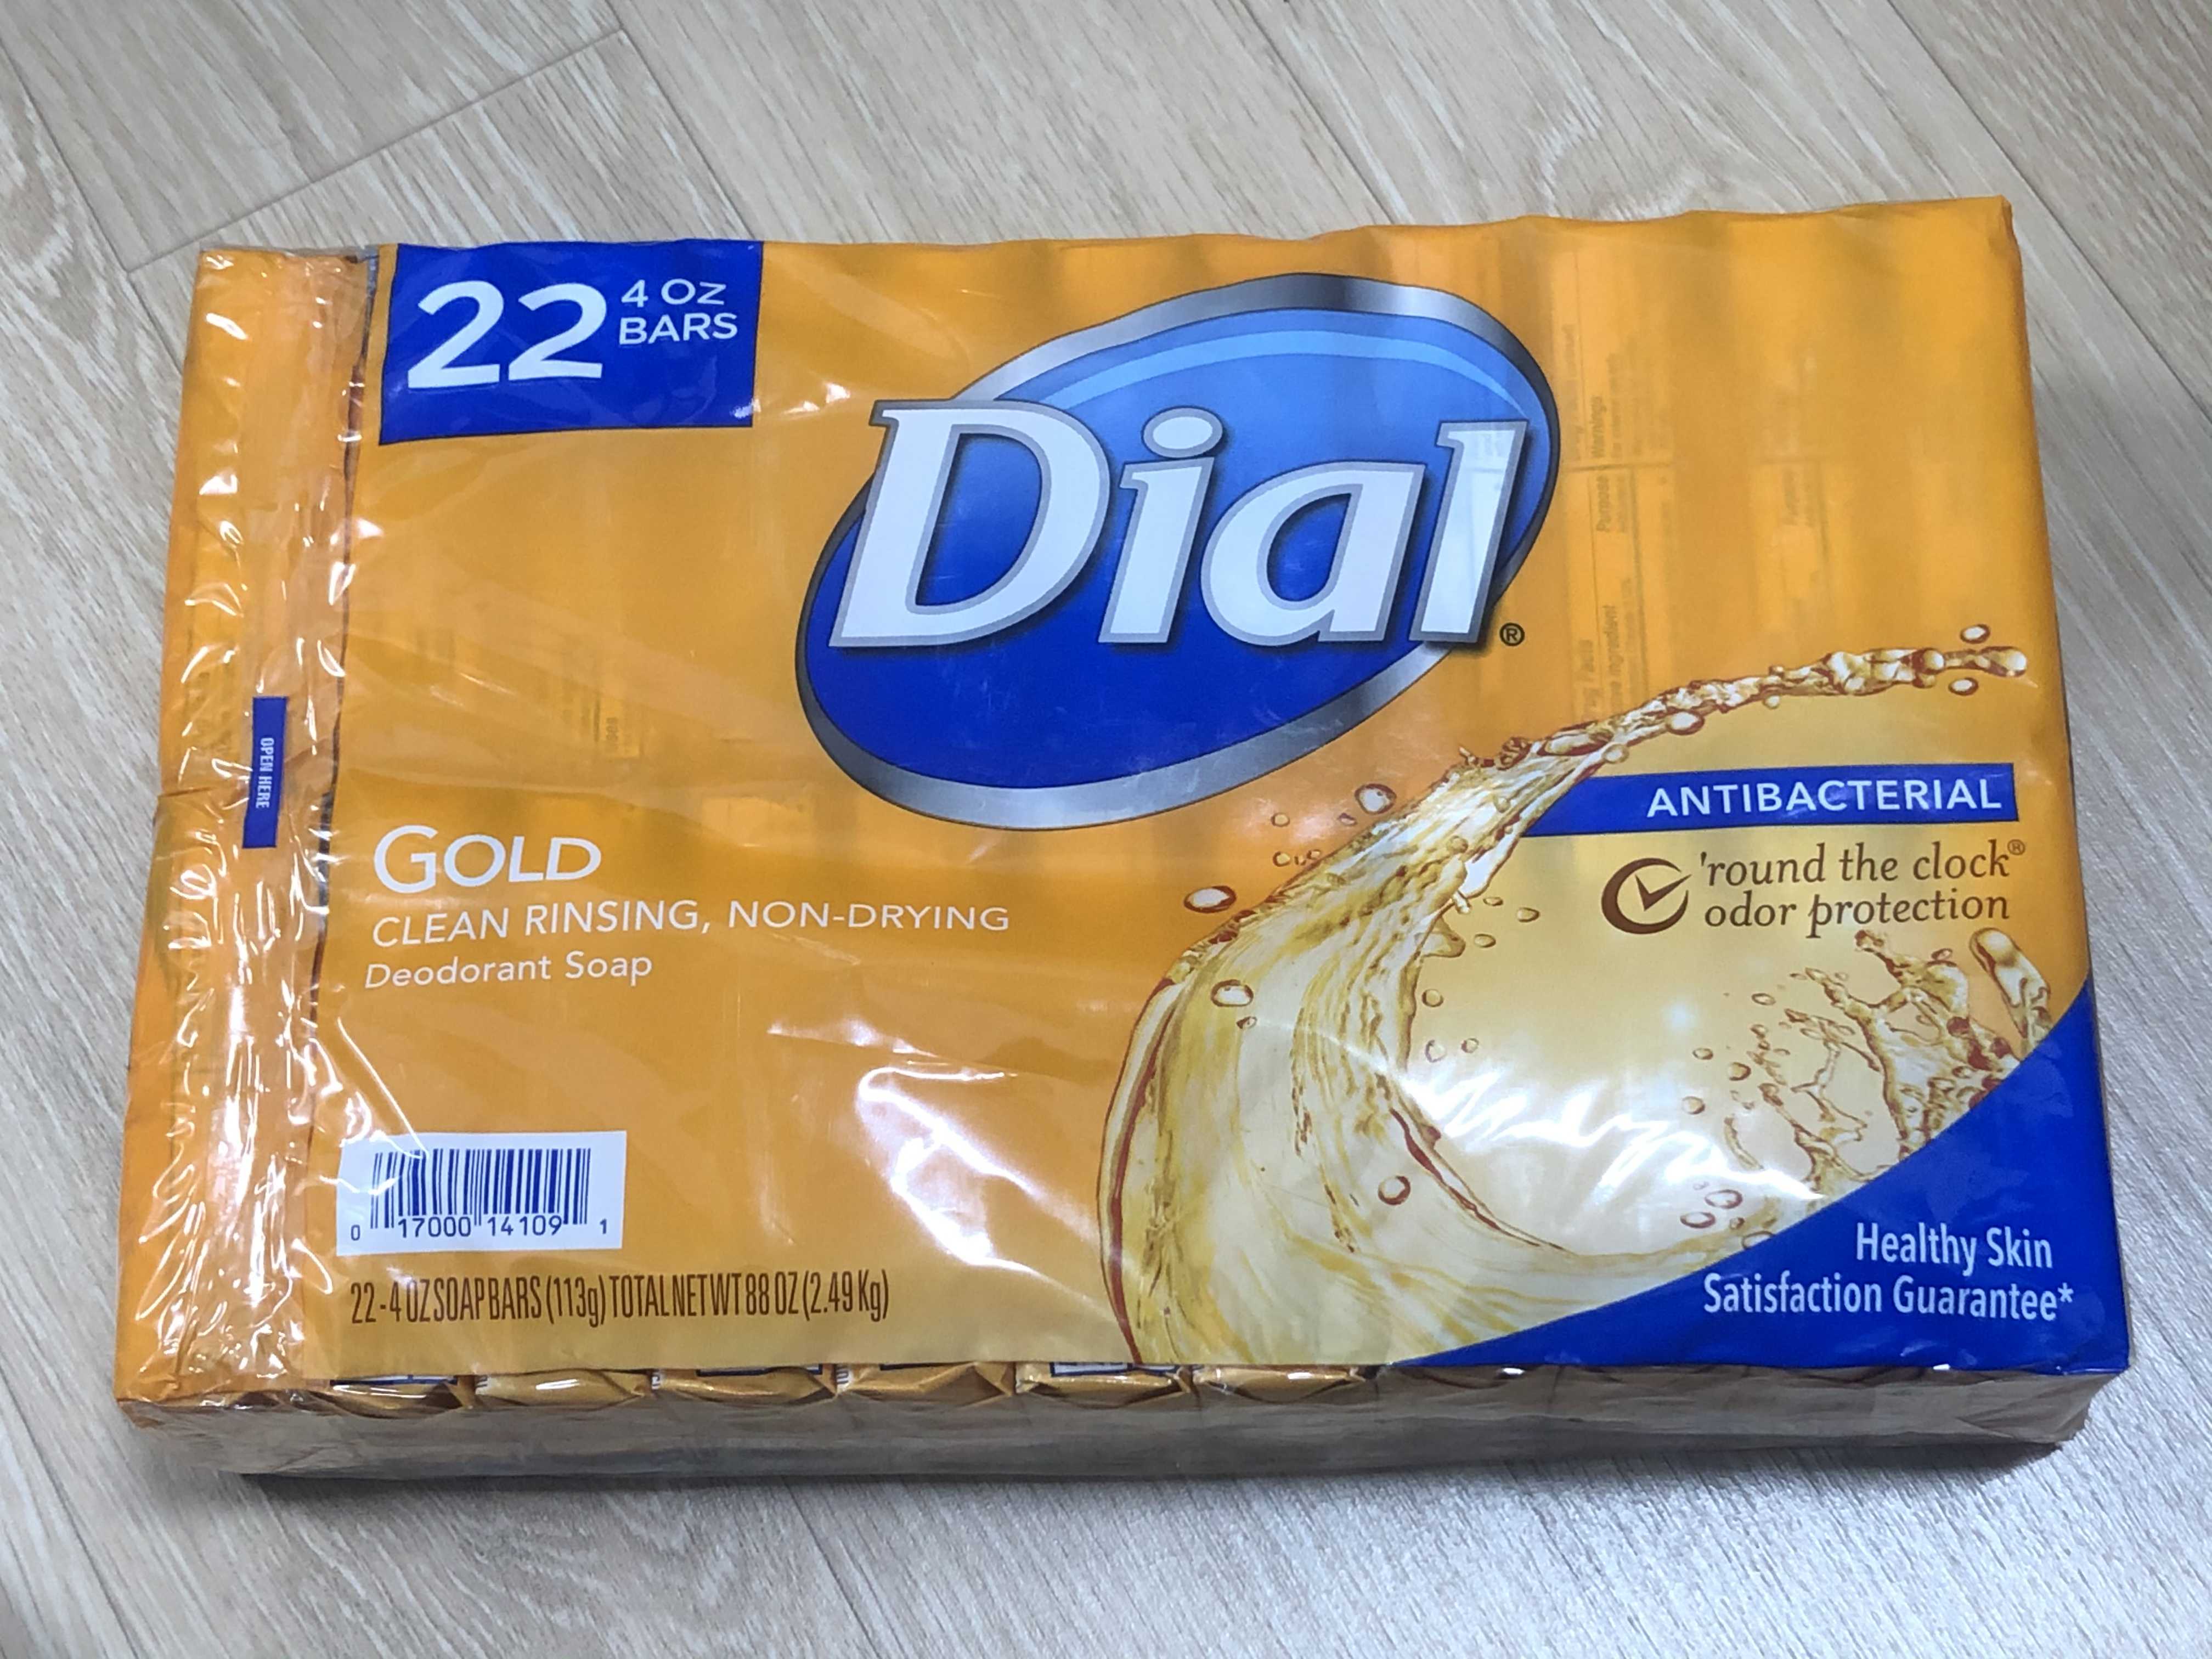 22 4 OZ
BARS
Dial®
OPEN HERE
GOLD
CLEAN RINSING, NON-DRYING
Deodorant Soap
ANTIBACTERIAL
'round the clock®
odor protection
0 17000 14109 1
22-4 OZ SOAP BARS (113g) TOTAL NET WT 88 OZ (2.49 Kg)
Healthy Skin
Satisfaction Guarantee*